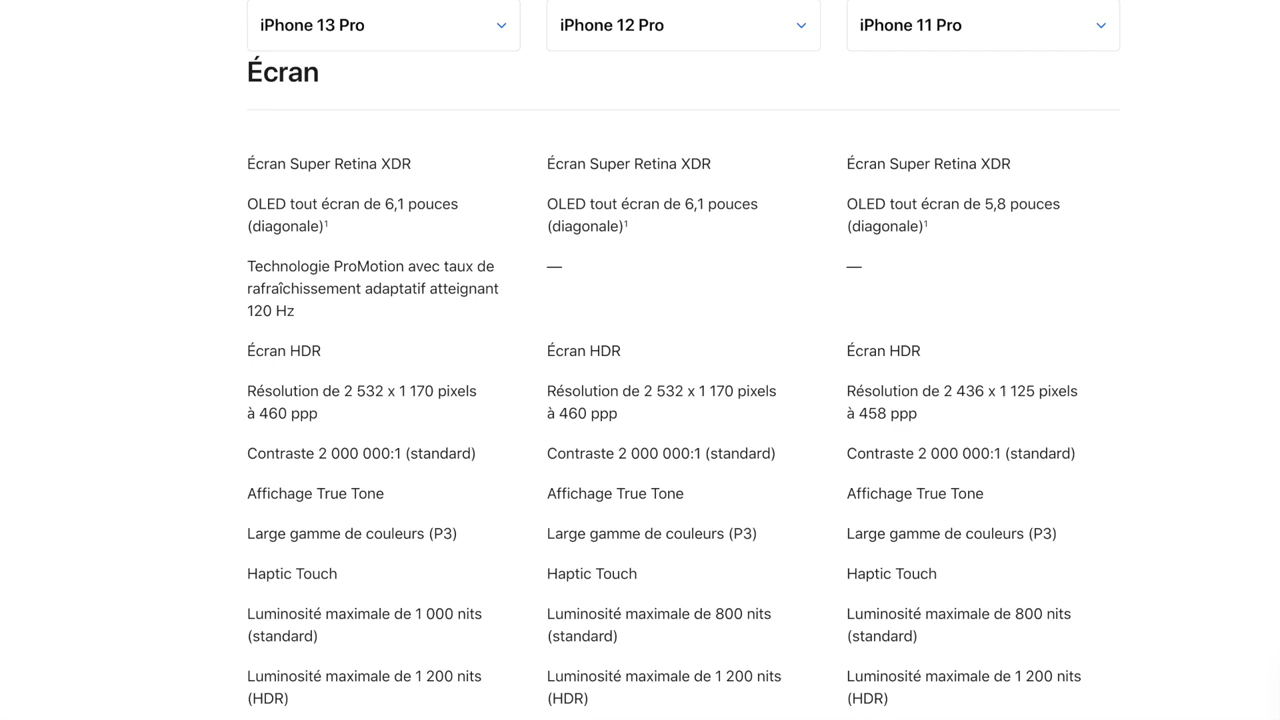 iPhone 13 Pro
iPhone 12 Pro
iPhone 11 Pro
Écran
Écran Super Retina XDR
Écran Super Retina XDR
Écran Super Retina XDR
OLED tout écran de 6,1 pouces
(diagonale)¹
OLED tout écran de 6,1 pouces
(diagonale)¹
OLED tout écran de 5,8 pouces
(diagonale)¹
Technologie ProMotion avec taux de
rafraîchissement adaptatif atteignant
120 Hz
—
—
Écran HDR
Écran HDR
Écran HDR
Résolution de 2 532 x 1 170 pixels
à 460 ppp
Résolution de 2 532 x 1 170 pixels
à 460 ppp
Résolution de 2 436 x 1 125 pixels
à 458 ppp
Contraste 2 000 000:1 (standard)
Contraste 2 000 000:1 (standard)
Contraste 2 000 000:1 (standard)
Affichage True Tone
Affichage True Tone
Affichage True Tone
Large gamme de couleurs (P3)
Large gamme de couleurs (P3)
Large gamme de couleurs (P3)
Haptic Touch
Haptic Touch
Haptic Touch
Luminosité maximale de 1 000 nits
(standard)
Luminosité maximale de 800 nits
(standard)
Luminosité maximale de 800 nits
(standard)
Luminosité maximale de 1 200 nits
(HDR)
Luminosité maximale de 1 200 nits
(HDR)
Luminosité maximale de 1 200 nits
(HDR)